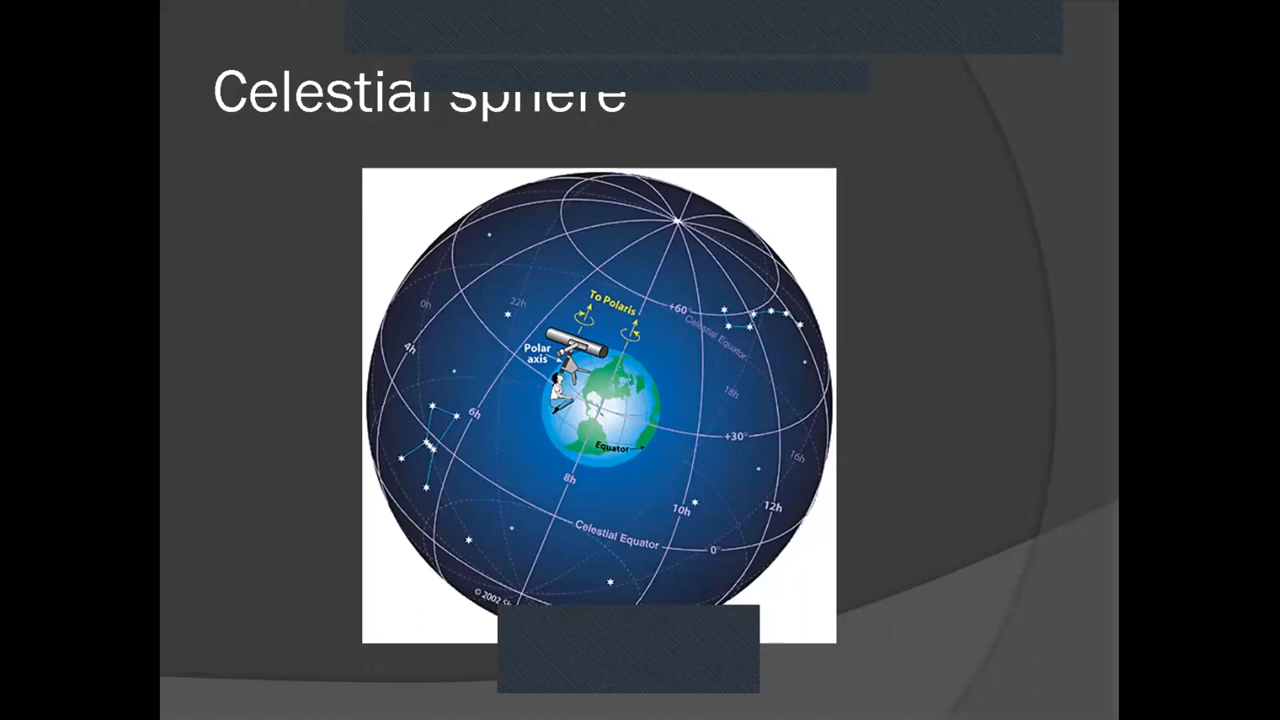 Celestial sphere
To Polaris
+60°
Celestial Equator
0h
22h
4h
Polar
axis
18h
6h
+30°
Equator
16h
8h
10h
12h
Celestial Equator
0°
© 2002